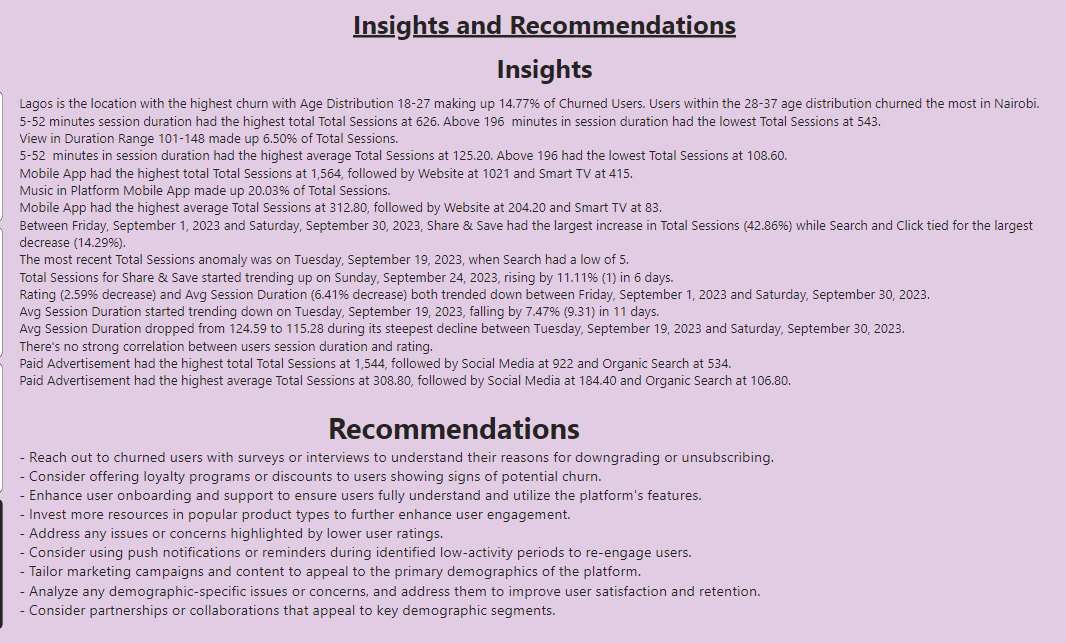 Insights and Recommendations
Insights
Lagos is the location with the highest churn with Age Distribution 18-27 making up 14.77% of Churned Users. Users within the 28-37 age distribution churned the most in Nairobi.
5-52 minutes session duration had the highest total Total Sessions at 626. Above 196 minutes in session duration had the lowest Total Sessions at 543.
View in Duration Range 101-148 made up 6.50% of Total Sessions.
5-52 minutes in session duration had the highest average Total Sessions at 125.20. Above 196 had the lowest Total Sessions at 108.60.
Mobile App had the highest total Total Sessions at 1,564, followed by Website at 1021 and Smart TV at 415.
Music in Platform Mobile App made up 20.03% of Total Sessions.
Mobile App had the highest average Total Sessions at 312.80, followed by Website at 204.20 and Smart TV at 83.
Between Friday, September 1, 2023 and Saturday, September 30, 2023, Share & Save had the largest increase in Total Sessions (42.86%) while Search and Click tied for the largest
decrease (14.29%).
The most recent Total Sessions anomaly was on Tuesday, September 19, 2023, when Search had a low of 5.
Total Sessions for Share & Save started trending up on Sunday, September 24, 2023, rising by 11.11% (1) in 6 days.
Rating (2.59% decrease) and Avg Session Duration (6.41% decrease) both trended down between Friday, September 1, 2023 and Saturday, September 30, 2023.
Avg Session Duration started trending down on Tuesday, September 19, 2023, falling by 7.47% (9.31) in 11 days.
Avg Session Duration dropped from 124.59 to 115.28 during its steepest decline between Tuesday, September 19, 2023 and Saturday, September 30, 2023.
There's no strong correlation between users session duration and rating.
Paid Advertisement had the highest total Total Sessions at 1,544, followed by Social Media at 922 and Organic Search at 534.
Paid Advertisement had the highest average Total Sessions at 308.80, followed by Social Media at 184.40 and Organic Search at 106.80.
Recommendations
- Reach out to churned users with surveys or interviews to understand their reasons for downgrading or unsubscribing.
- Consider offering loyalty programs or discounts to users showing signs of potential churn.
- Enhance user onboarding and support to ensure users fully understand and utilize the platform's features.
- Invest more resources in popular product types to further enhance user engagement.
- Address any issues or concerns highlighted by lower user ratings.
- Consider using push notifications or reminders during identified low-activity periods to re-engage users.
- Tailor marketing campaigns and content to appeal to the primary demographics of the platform.
- Analyze any demographic-specific issues or concerns, and address them to improve user satisfaction and retention.
- Consider partnerships or collaborations that appeal to key demographic segments.